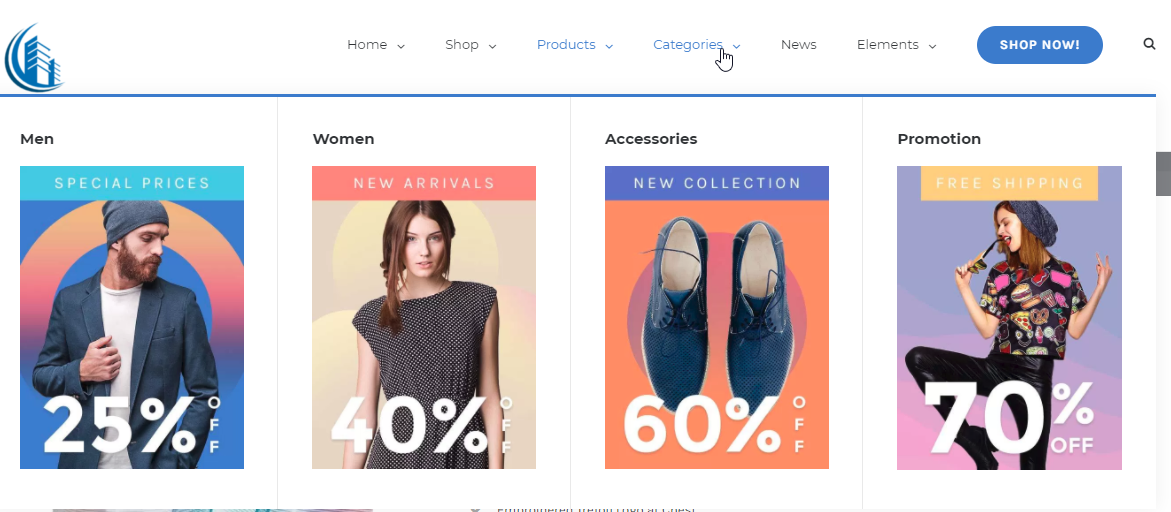 Home Shop Products Categories News Elements SHOP NOW!
Men Women Accessories Promotion
SPECIAL PRICES
25% OFF
NEW ARRIVALS
40% OFF
NEW COLLECTION
60% OFF
FREE SHIPPING
70% OFF